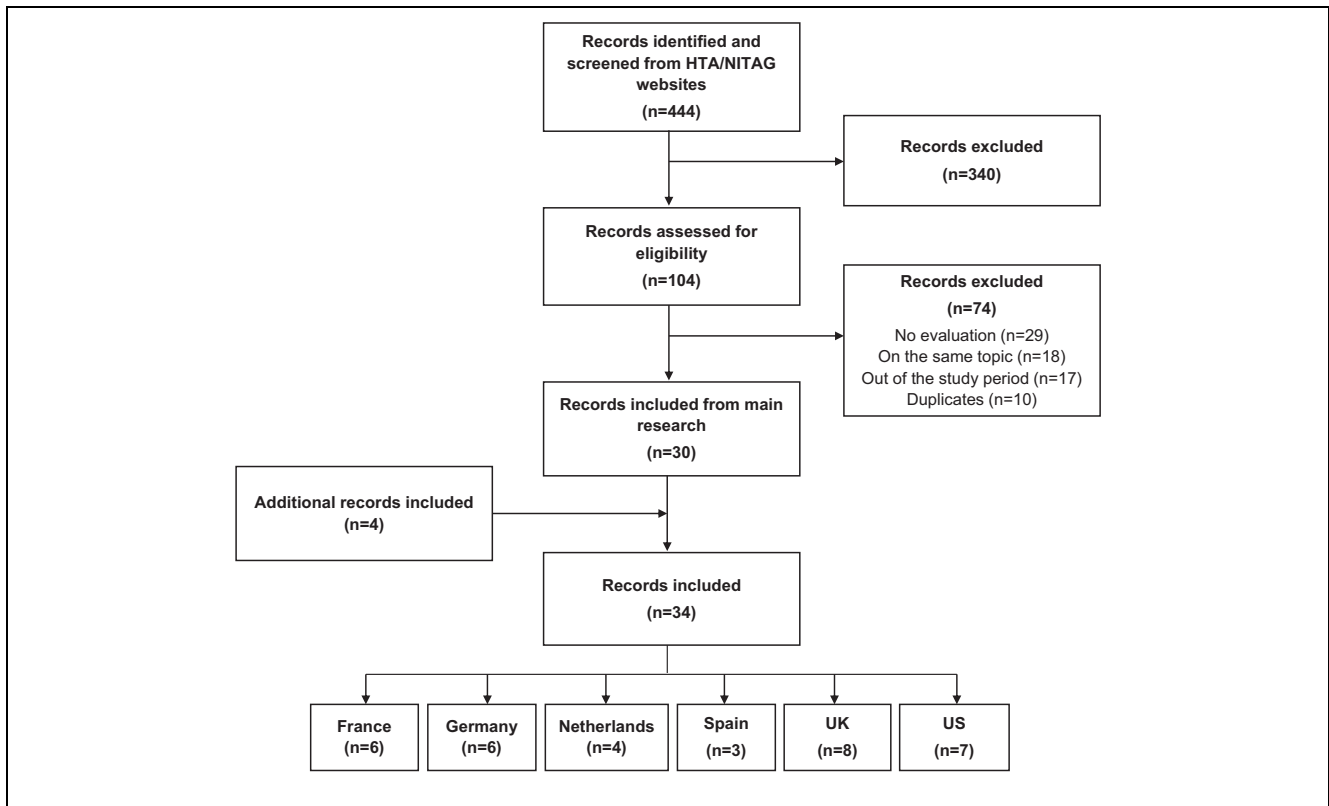 Records identified and
screened from HTA/NITAG
websites
(n=444)
Records excluded
(n=340)
Records assessed for
eligibility
(n=104)
Records excluded
(n=74)
No evaluation (n=29)
On the same topic (n=18)
Out of the study period (n=17)
Duplicates (n=10)
Records included from main
research
(n=30)
Additional records included
(n=4)
Records included
(n=34)
France
(n=6)
Germany
(n=6)
Netherlands
(n=4)
Spain
(n=3)
UK
(n=8)
US
(n=7)